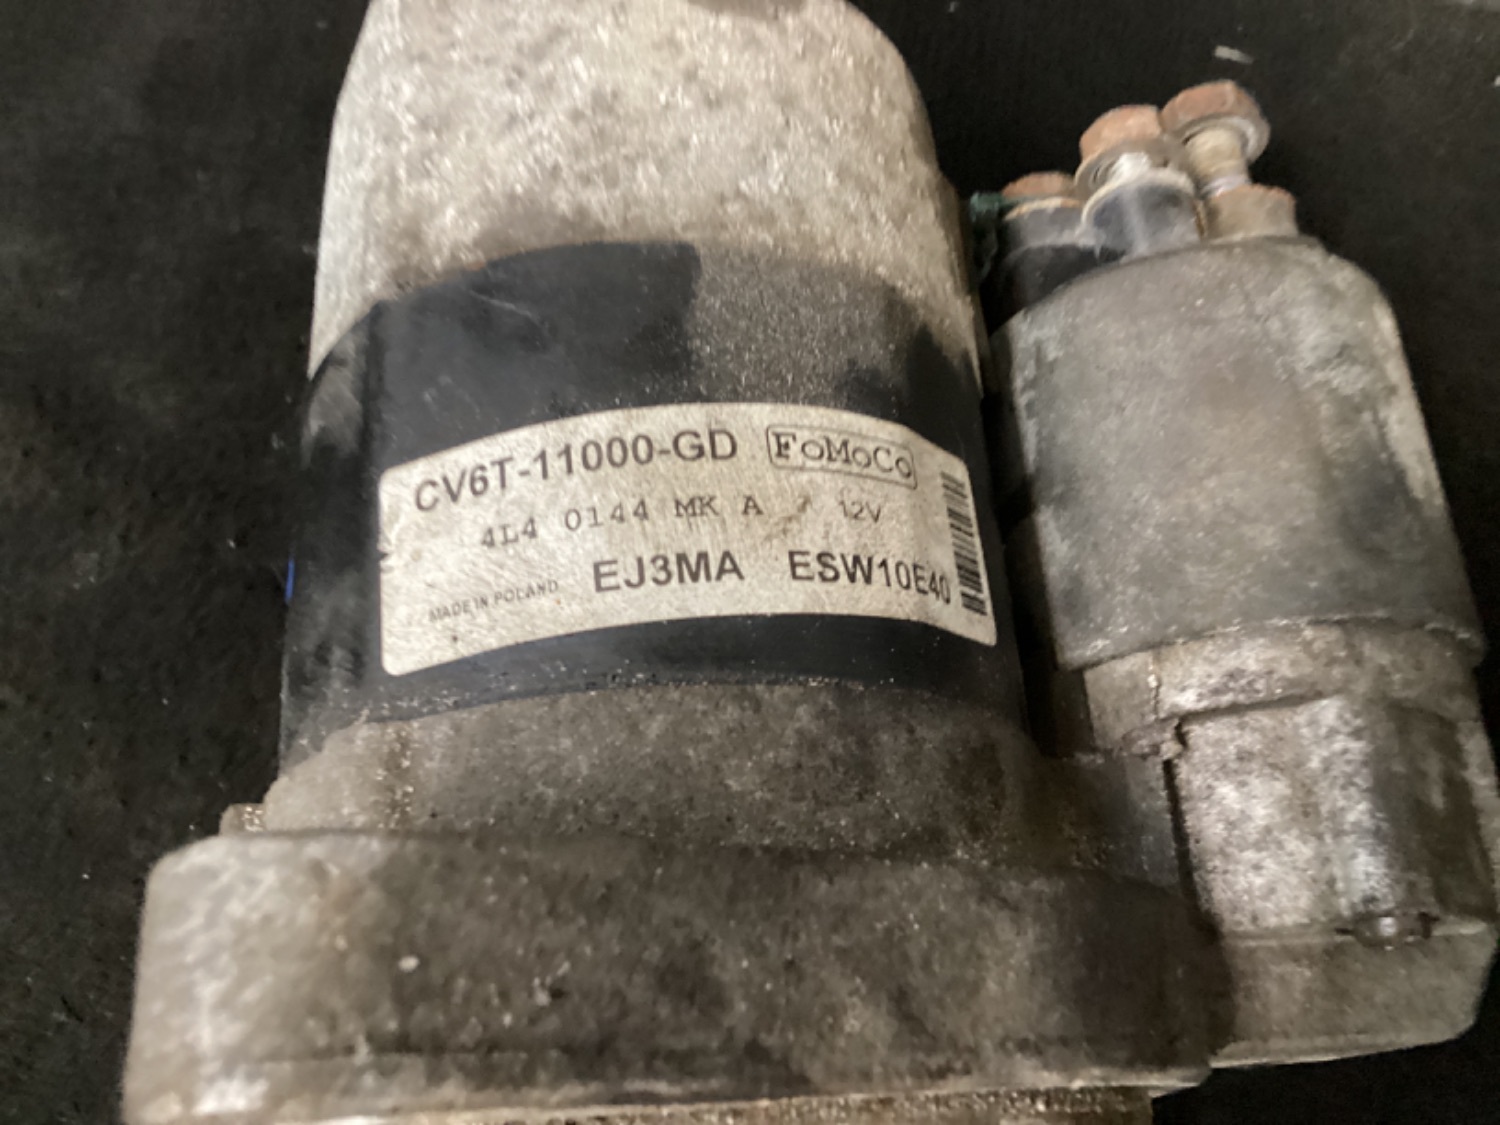 CV6T-11000-GD FoMoCo
4L4 0144 MK A 12V
MADE IN POLAND EJ3MA ESW10E40